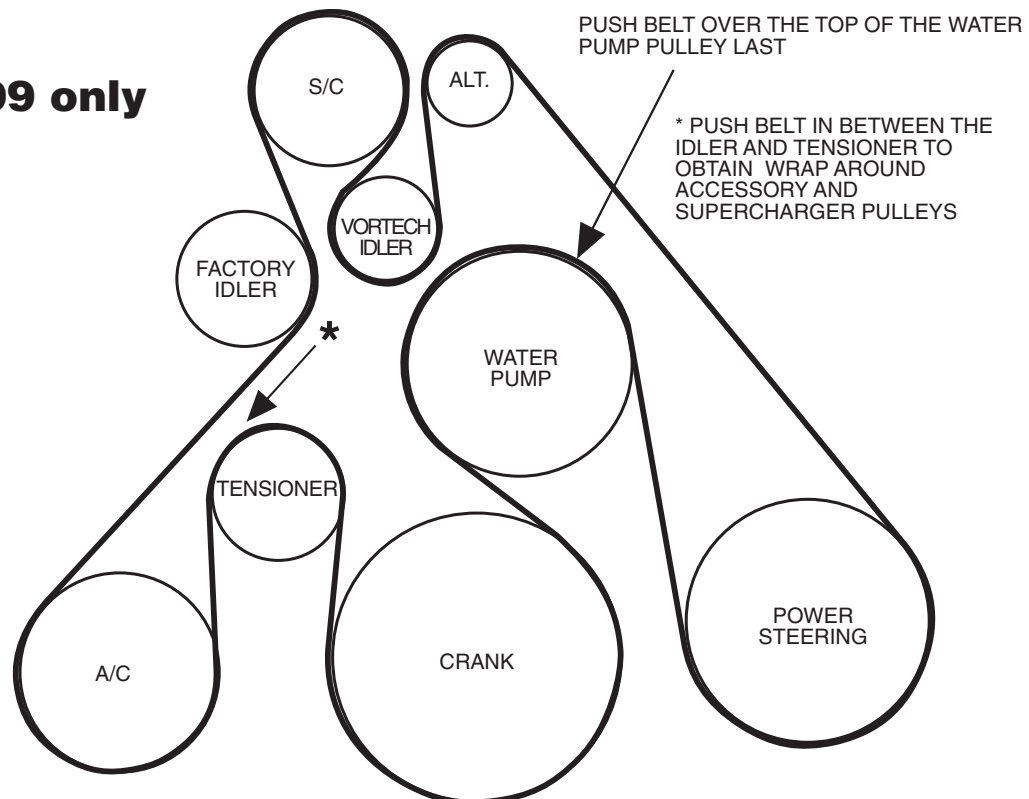 PUSH BELT OVER THE TOP OF THE WATER
PUMP PULLEY LAST
99 only
S/C
ALT.
* PUSH BELT IN BETWEEN THE
IDLER AND TENSIONER TO
OBTAIN WRAP AROUND
ACCESSORY AND
SUPERCHARGER PULLEYS
VORTECH
IDLER
FACTORY
IDLER
*
WATER
PUMP
TENSIONER
POWER
STEERING
A/C
CRANK